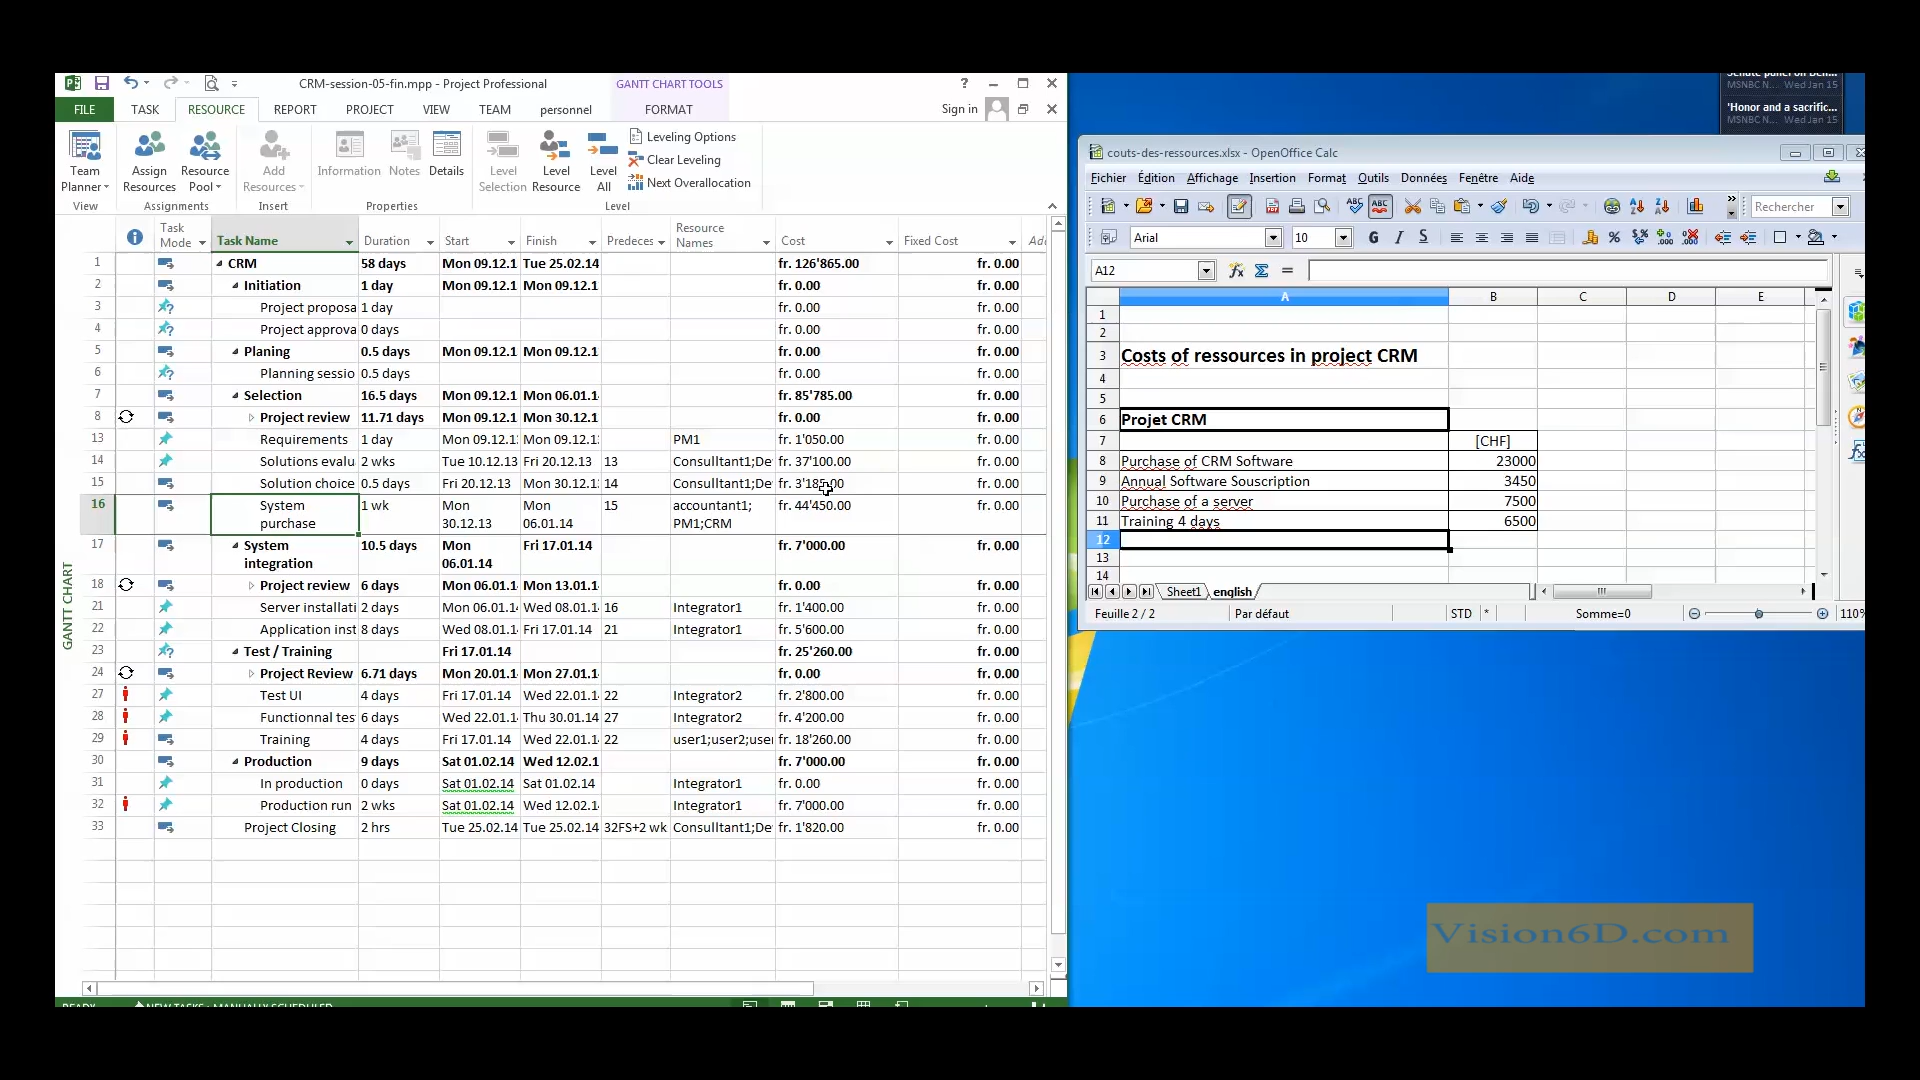 CRM-session-05-fin.mpp - Project Professional
GANTT CHART TOOLS
FILE TASK RESOURCE REPORT PROJECT VIEW TEAM personnel FORMAT
Sign in
Team Planner
Assign Resources
Resource Pool
Add Resources
Information
Notes
Details
Level Selection
Level Resource
Level All
Leveling Options
Clear Leveling
Next Overallocation
View Assignments Insert Properties Level
Task Mode Task Name Duration Start Finish Predeces Resource Names Cost Fixed Cost
1 CRM 58 days Mon 09.12.1 Tue 25.02.14 fr. 126'865.00 fr. 0.00
2 Initiation 1 day Mon 09.12.1 Mon 09.12.1 fr. 0.00 fr. 0.00
3 Project proposa 1 day fr. 0.00 fr. 0.00
4 Project approva 0 days fr. 0.00 fr. 0.00
5 Planing 0.5 days Mon 09.12.1 Mon 09.12.1 fr. 0.00 fr. 0.00
6 Planning sessio 0.5 days fr. 0.00 fr. 0.00
7 Selection 16.5 days Mon 09.12.1 Mon 06.01.1 fr. 85'785.00 fr. 0.00
8 Project review 11.71 days Mon 09.12.1 Mon 30.12.1 fr. 0.00 fr. 0.00
13 Requirements 1 day Mon 09.12.13 Mon 09.12.1 PM1 fr. 1'050.00 fr. 0.00
14 Solutions evalu 2 wks Tue 10.12.13 Fri 20.12.13 13 Consulltant1;De fr. 37'100.00 fr. 0.00
15 Solution choice 0.5 days Fri 20.12.13 Mon 30.12.1 14 Consulltant1;De fr. 3'185.00 fr. 0.00
16 System purchase 1 wk Mon 30.12.13 Mon 06.01.14 15 accountant1; PM1;CRM fr. 44'450.00 fr. 0.00
17 System integration 10.5 days Mon 06.01.14 Fri 17.01.14 fr. 7'000.00 fr. 0.00
18 Project review 6 days Mon 06.01.1 Mon 13.01.1 fr. 0.00 fr. 0.00
21 Server installati 2 days Mon 06.01.1 Wed 08.01.1 16 Integrator1 fr. 1'400.00 fr. 0.00
22 Application inst 8 days Wed 08.01.1 Fri 17.01.14 21 Integrator1 fr. 5'600.00 fr. 0.00
23 Test / Training Fri 17.01.14 fr. 25'260.00 fr. 0.00
24 Project Review 6.71 days Mon 20.01.1 Mon 27.01.1 fr. 0.00 fr. 0.00
27 Test UI 4 days Fri 17.01.14 Wed 22.01.1 22 Integrator2 fr. 2'800.00 fr. 0.00
28 Functionnal tes 6 days Wed 22.01.14 Thu 30.01.14 27 Integrator2 fr. 4'200.00 fr. 0.00
29 Training 4 days Fri 17.01.14 Wed 22.01.1 22 user1;user2;user fr. 18'260.00 fr. 0.00
30 Production 9 days Sat 01.02.14 Wed 12.02.1 fr. 7'000.00 fr. 0.00
31 In production 0 days Sat 01.02.14 Sat 01.02.14 Integrator1 fr. 0.00 fr. 0.00
32 Production run 2 wks Sat 01.02.14 Wed 12.02.1 Integrator1 fr. 7'000.00 fr. 0.00
33 Project Closing 2 hrs Tue 25.02.14 Tue 25.02.14 32FS+2 wk Consulltant1;De fr. 1'820.00 fr. 0.00
GANTT CHART
MSNBC N... Wed Jan 15
'Honor and a sacrific...
MSNBC N... Wed Jan 15
couts-des-ressources.xlsx - OpenOffice Calc
Fichier Édition Affichage Insertion Format Outils Données Fenêtre Aide
Rechercher
Arial 10 G I S
A12
A B C D E
1
2
3 Costs of ressources in project CRM
4
5
6 Projet CRM
7 [CHF]
8 Purchase of CRM Software 23000
9 Annual Software Souscription 3450
10 Purchase of a server 7500
11 Training 4 days 6500
12
13
14
Sheet1 english
Feuille 2 / 2 Par défaut STD * Somme=0 110%
Vision6D.com